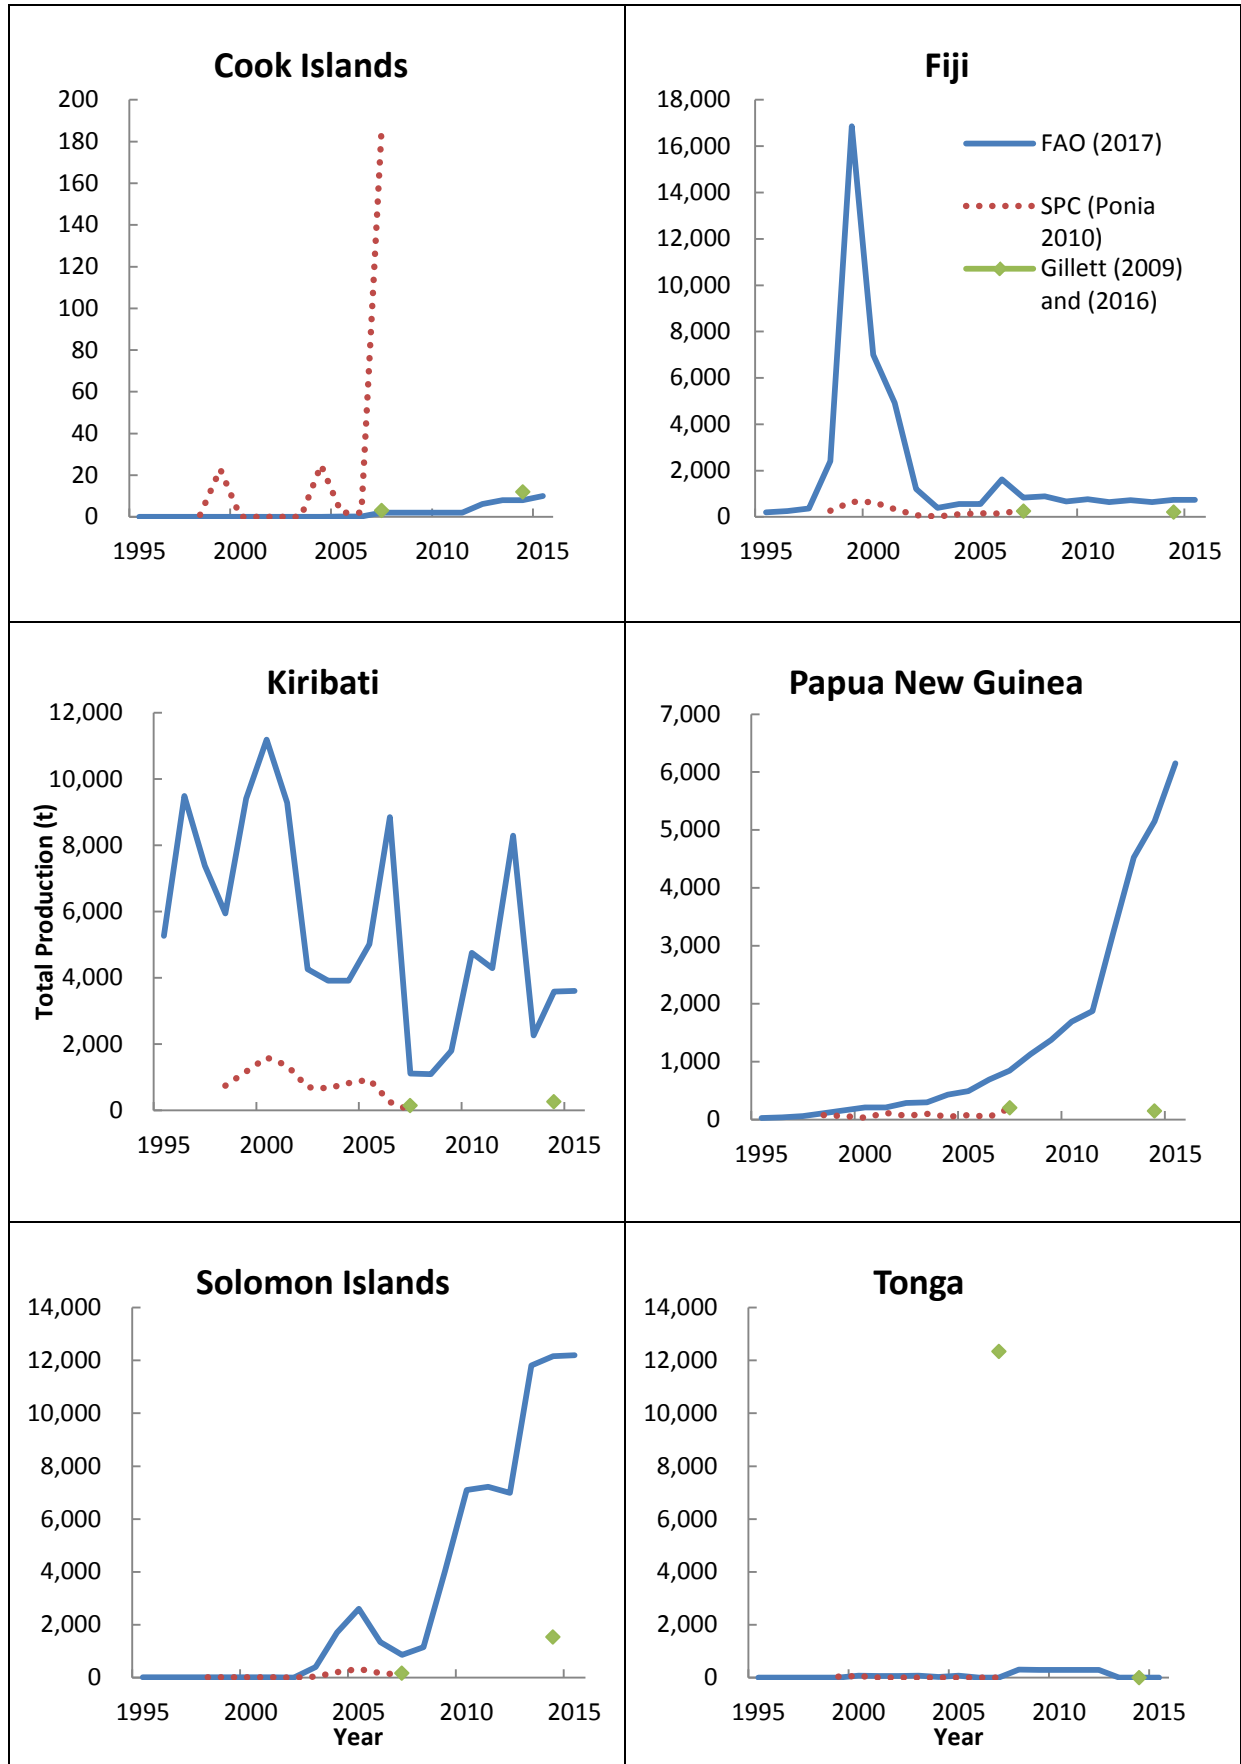 Cook Islands
200
180
160
140
120
100
80
60
40
20
0
1995 2000 2005 2010 2015
Fiji
18,000
16,000
14,000
12,000
10,000
8,000
6,000
4,000
2,000
0
1995 2000 2005 2010 2015
FAO (2017)
SPC (Ponia
2010)
Gillett (2009)
and (2016)
Kiribati
Total Production (t)
12,000
10,000
8,000
6,000
4,000
2,000
0
1995 2000 2005 2010 2015
Papua New Guinea
7,000
6,000
5,000
4,000
3,000
2,000
1,000
0
1995 2000 2005 2010 2015
Solomon Islands
14,000
12,000
10,000
8,000
6,000
4,000
2,000
0
1995 2000 2005 2010 2015
Year
Tonga
14,000
12,000
10,000
8,000
6,000
4,000
2,000
0
1995 2000 2005 2010 2015
Year